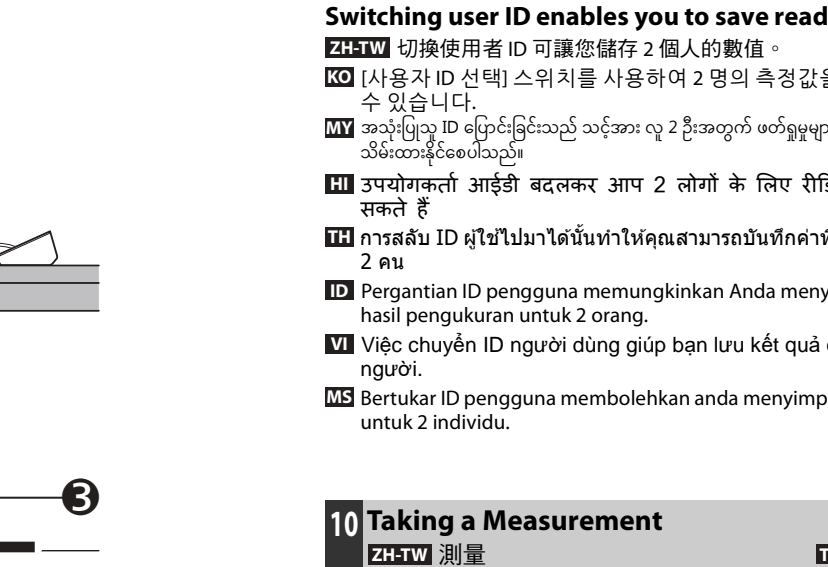 Switching user ID enables you to save read
ZH-TW 切換使用者 ID 可讓您儲存 2 個人的數值。
KO [사용자 ID 선택] 스위치를 사용하여 2 명의 측정값을
수 있습니다.
MY အသုံးပြုသူ ID ပြောင်းခြင်းသည် သင့်အား လူ 2 ဦးအတွက် ဖတ်ရှုမှုများ
သိမ်းထားနိုင်စေပါသည်။
HI उपयोगकर्ता आईडी बदलकर आप 2 लोगों के लिए रीडि
सकते हैं
TH การสลับ ID ผู้ใช้ไปมาได้นั้นทำให้คุณสามารถบันทึกค่าที่
2 คน
ID Pergantian ID pengguna memungkinkan Anda meny
hasil pengukuran untuk 2 orang.
VI Việc chuyển ID người dùng giúp bạn lưu kết quả
người.
MS Bertukar ID pengguna membolehkan anda menyimp
untuk 2 individu.
3
10 Taking a Measurement
ZH-TW 測量